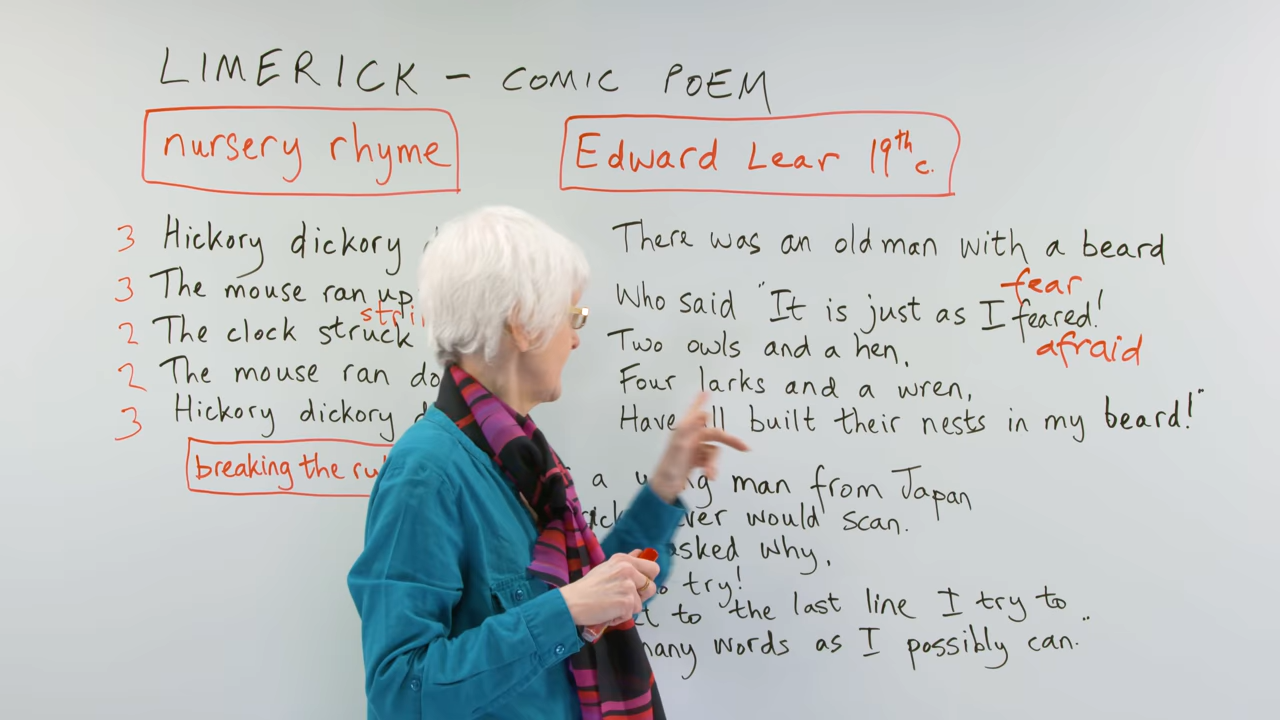 LIMERICK - COMIC POEM
nursery rhyme
Edward Lear 19th c.
3 Hickory dickory
3 The mouse ran up
2 The clock struck
2 The mouse ran
3 Hickory dickory
breaking the
There was an old man with a beard
fear
Who said "It is just as I feared!
afraid
Two owls and a hen,
Four larks and a wren,
Have all built their nests in my beard!"
a man from Japan
would scan.
asked why,
try!
to the last line I try to
words as I possibly can."